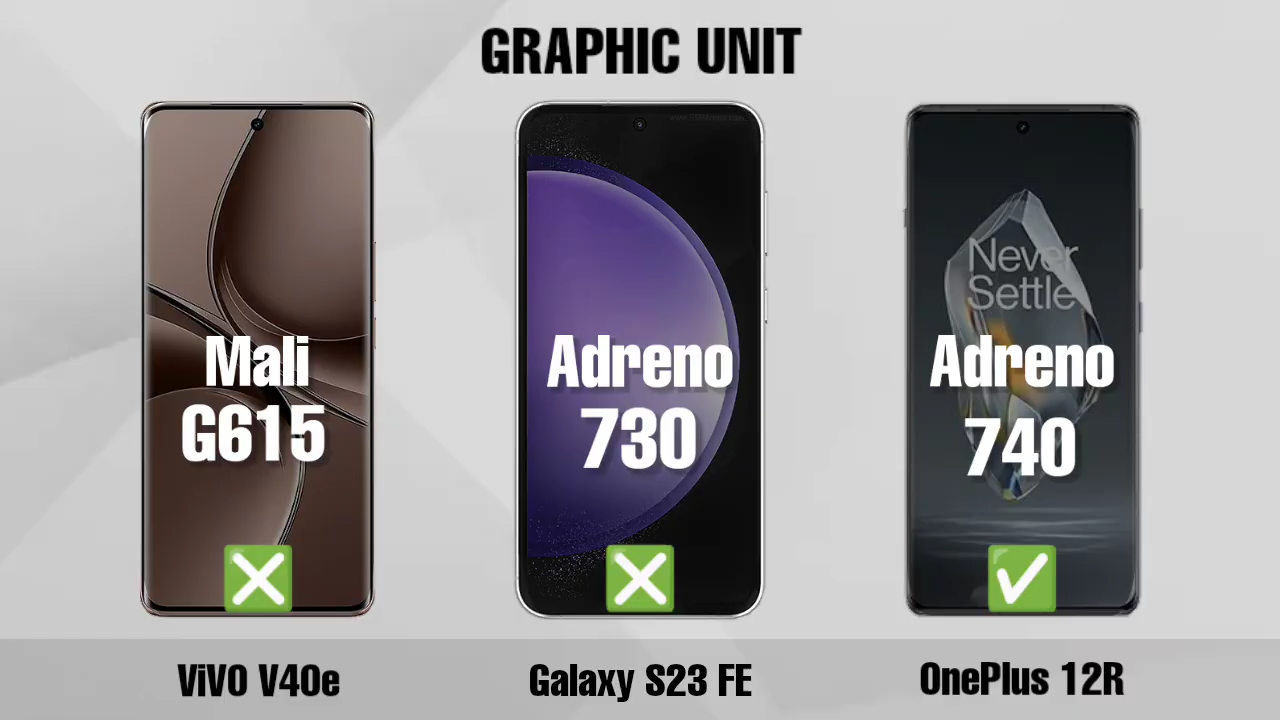 GRAPHIC UNIT
Never
Settle
Mali
G615
Adreno
730
Adreno
740
ViVO V40e
Galaxy S23 FE
OnePlus 12R